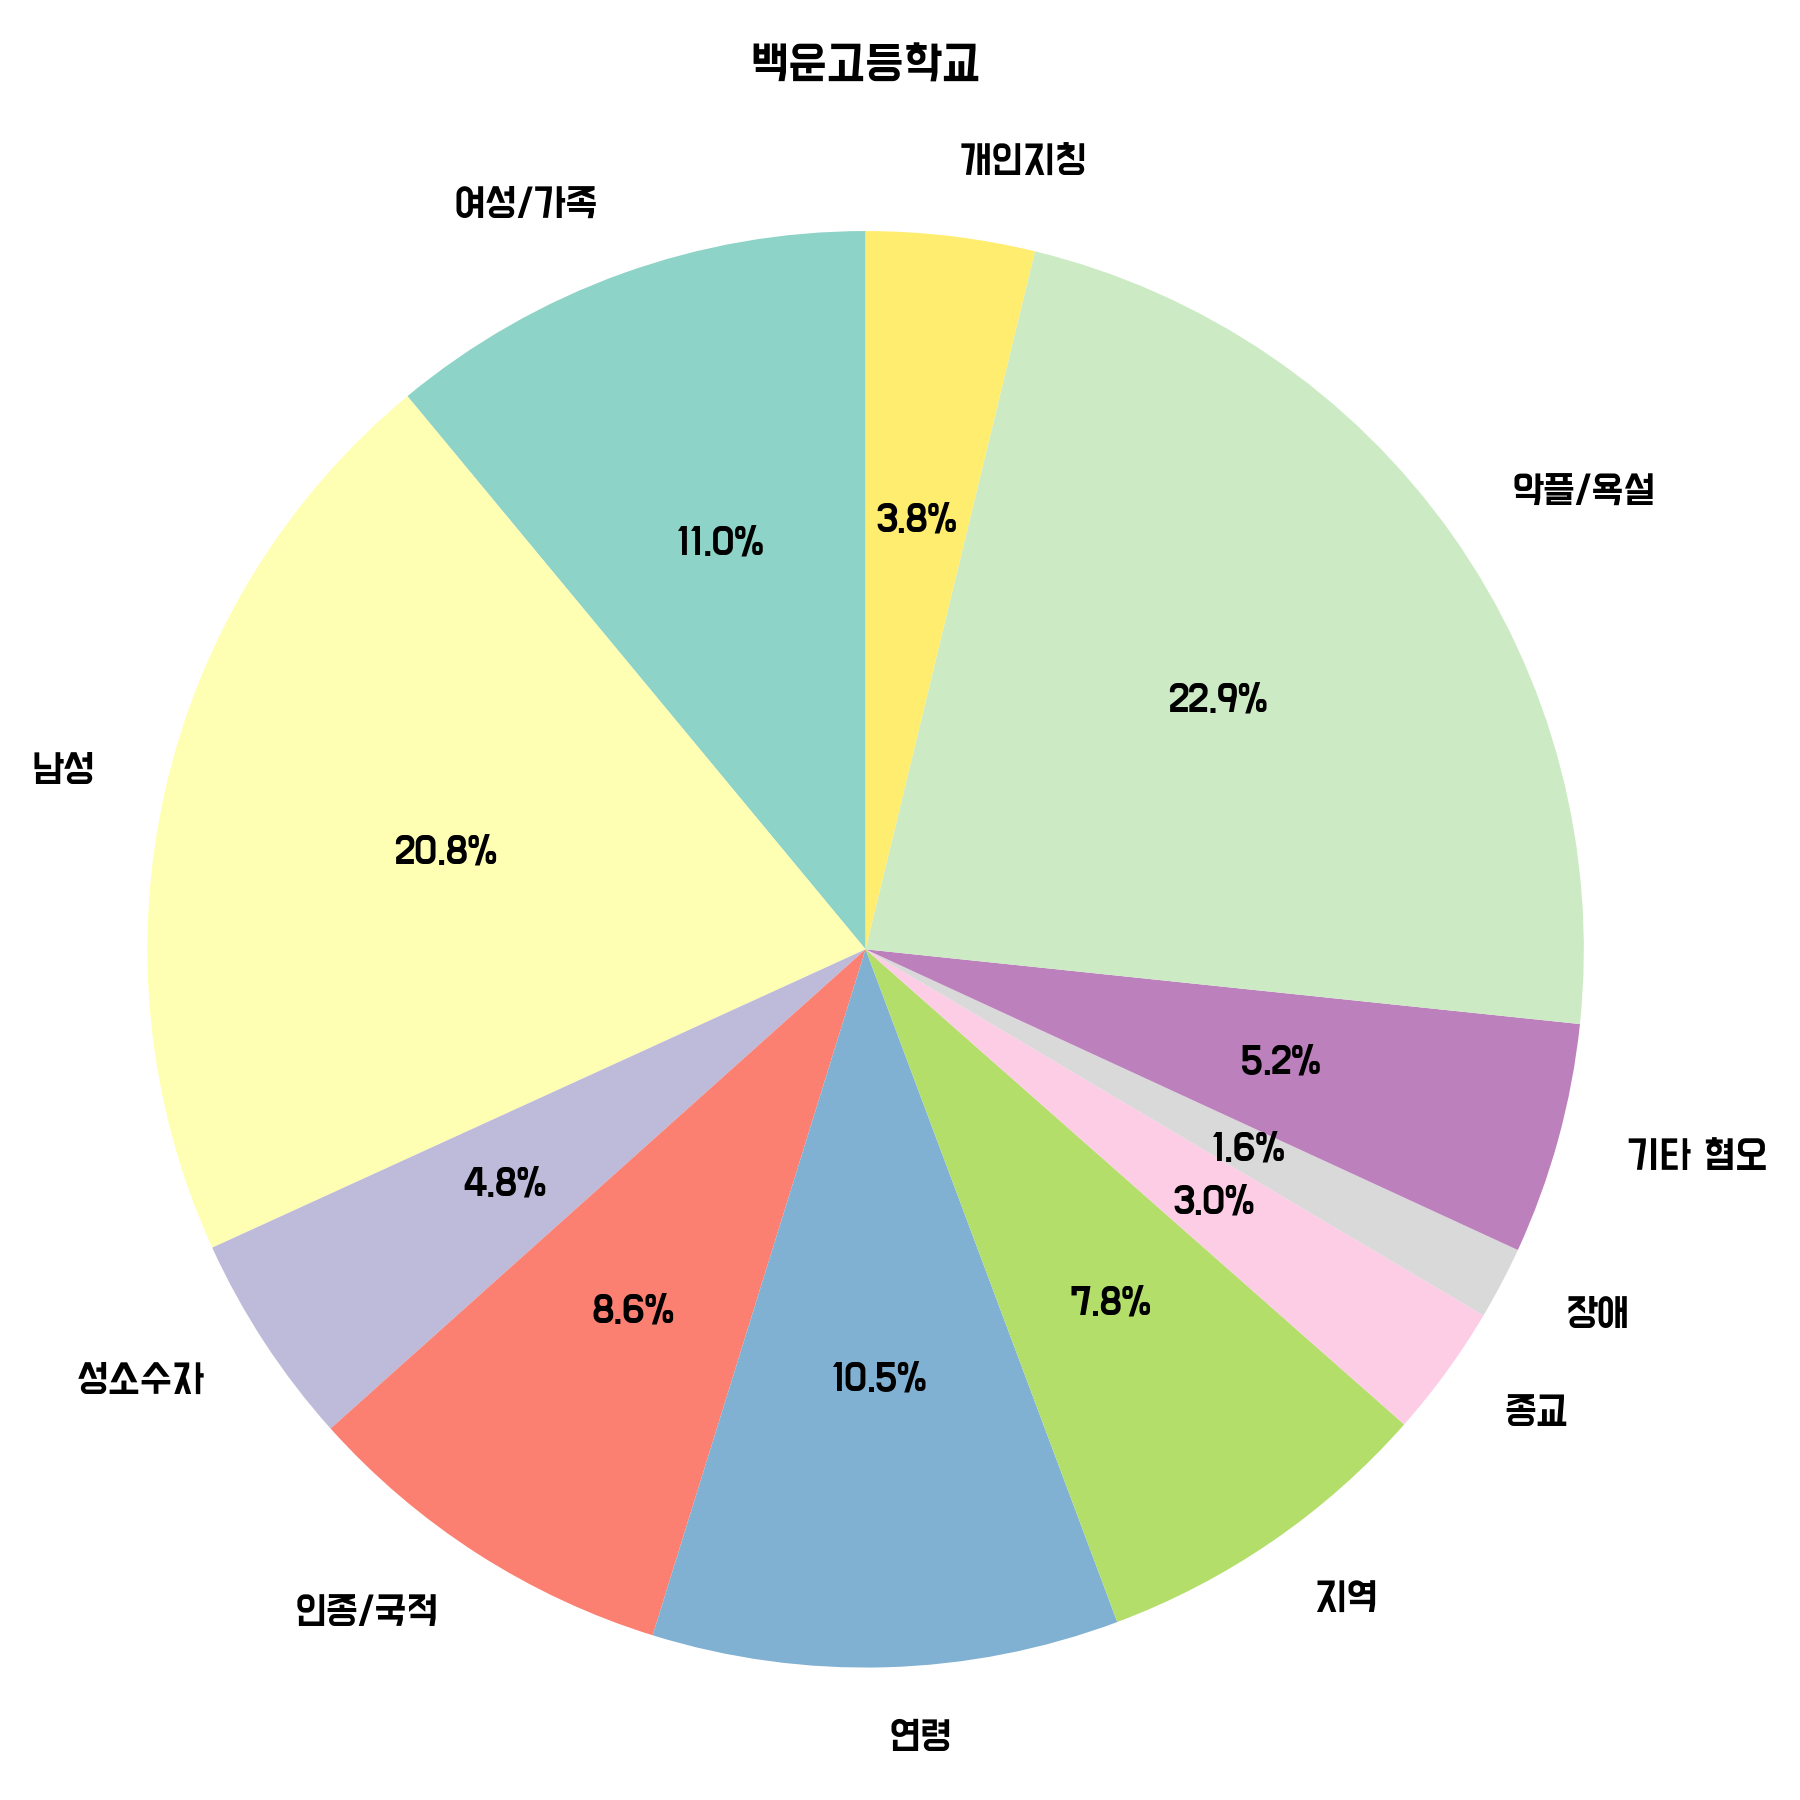 백운고등학교
개인지칭
여성/가족
악플/욕설
3.8%
11.0%
22.9%
남성
20.8%
5.2%
1.6%
기타 혐오
4.8%
3.0%
7.8%
8.6%
장애
10.5%
성소수자
종교
인종/국적
지역
연령